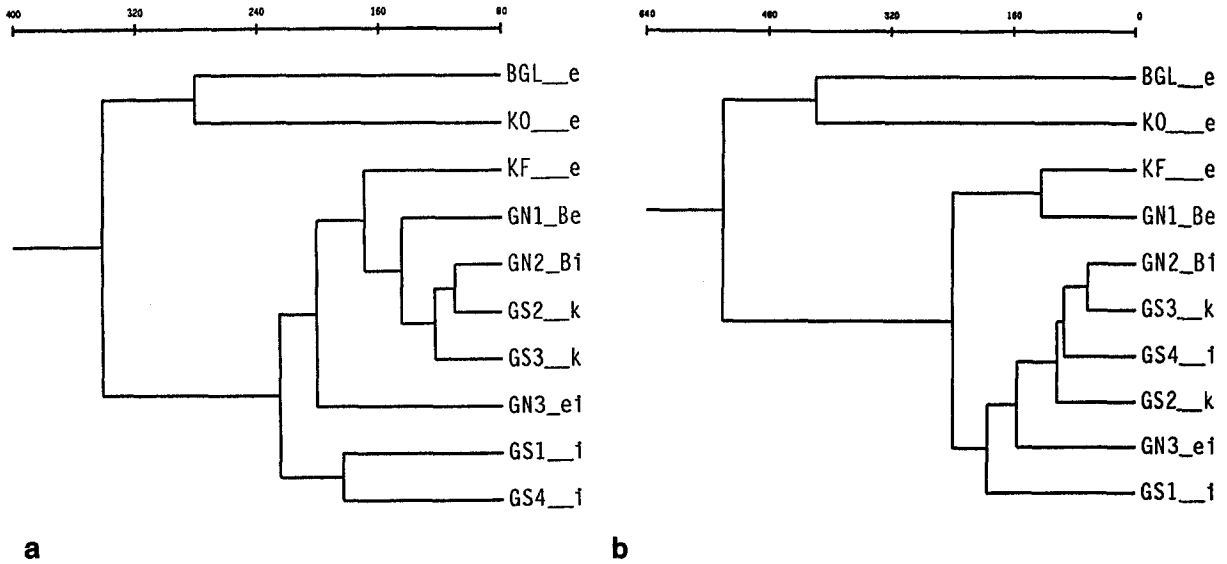 400 320 240 160 80
BGL__e
KO___e
KF___e
GN1_Be
GN2_Bi
GS2__k
GS3__k
GN3_ei
GS1__i
GS4__i
a
640 480 320 160 0
BGL__e
KO___e
KF___e
GN1_Be
GN2_Bi
GS3__k
GS4__i
GS2__k
GN3_ei
GS1__i
b